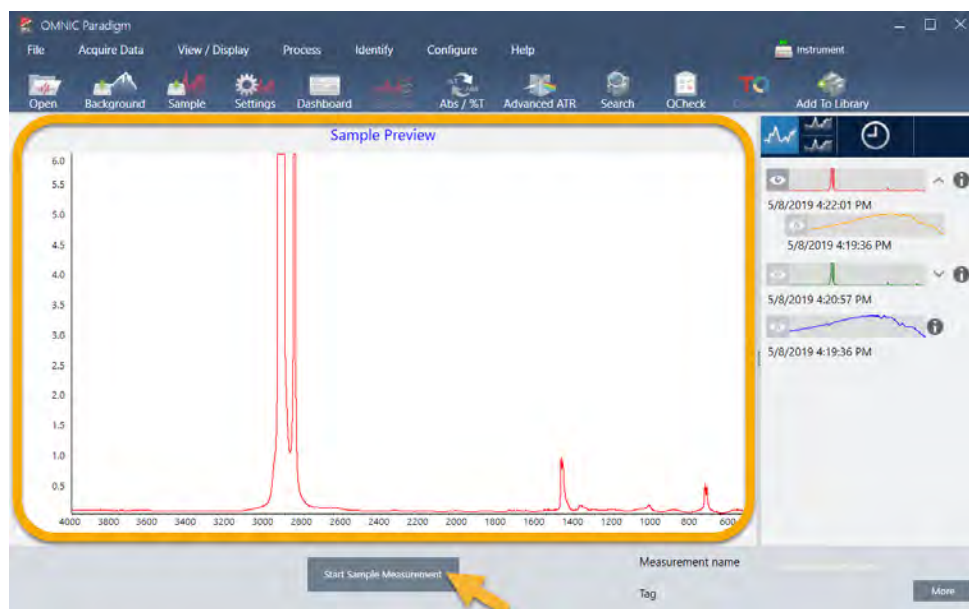 OMNIC Paradigm
File Acquire Data View / Display Process Identify Configure Help Instrument
Open Background Sample Settings Dashboard Abs / %T Advanced ATR Search QCheck TQ Add To Library
Sample Preview
6.0
5.5
5.0
4.5
4.0
3.5
3.0
2.5
2.0
1.5
1.0
0.5
4000 3800 3600 3400 3200 3000 2800 2600 2400 2200 2000 1800 1600 1400 1200 1000 800 600
5/8/2019 4:22:01 PM
5/8/2019 4:19:36 PM
5/8/2019 4:20:57 PM
5/8/2019 4:19:36 PM
Start Sample Measurement
Measurement name
Tag
More